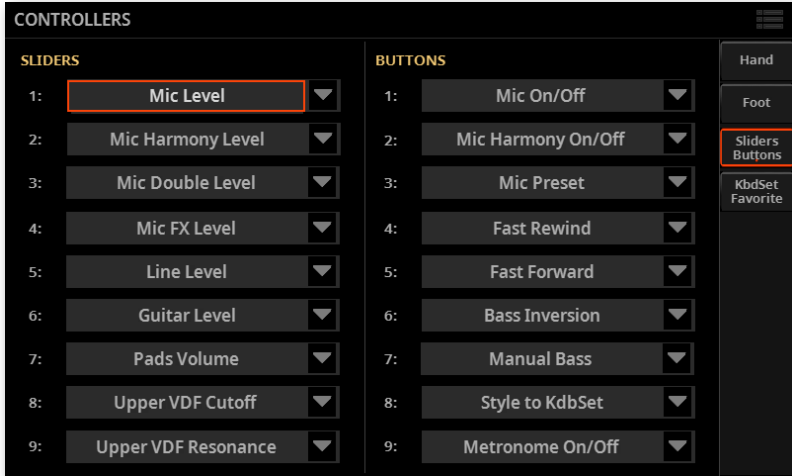 CONTROLLERS
SLIDERS
1: Mic Level
2: Mic Harmony Level
3: Mic Double Level
4: Mic FX Level
5: Line Level
6: Guitar Level
7: Pads Volume
8: Upper VDF Cutoff
9: Upper VDF Resonance
BUTTONS
1: Mic On/Off
2: Mic Harmony On/Off
3: Mic Preset
4: Fast Rewind
5: Fast Forward
6: Bass Inversion
7: Manual Bass
8: Style to KdbSet
9: Metronome On/Off
Hand
Foot
Sliders
Buttons
KbdSet
Favorite